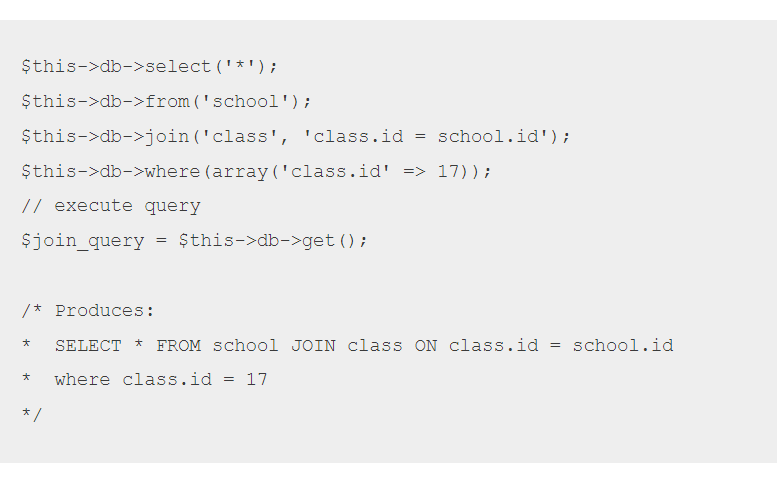 $this->db->select('*');
$this->db->from('school');
$this->db->join('class', 'class.id = school.id');
$this->db->where(array('class.id' => 17));
// execute query
$join_query = $this->db->get();
/* Produces:
*  SELECT * FROM school JOIN class ON class.id = school.id
*  where class.id = 17
*/